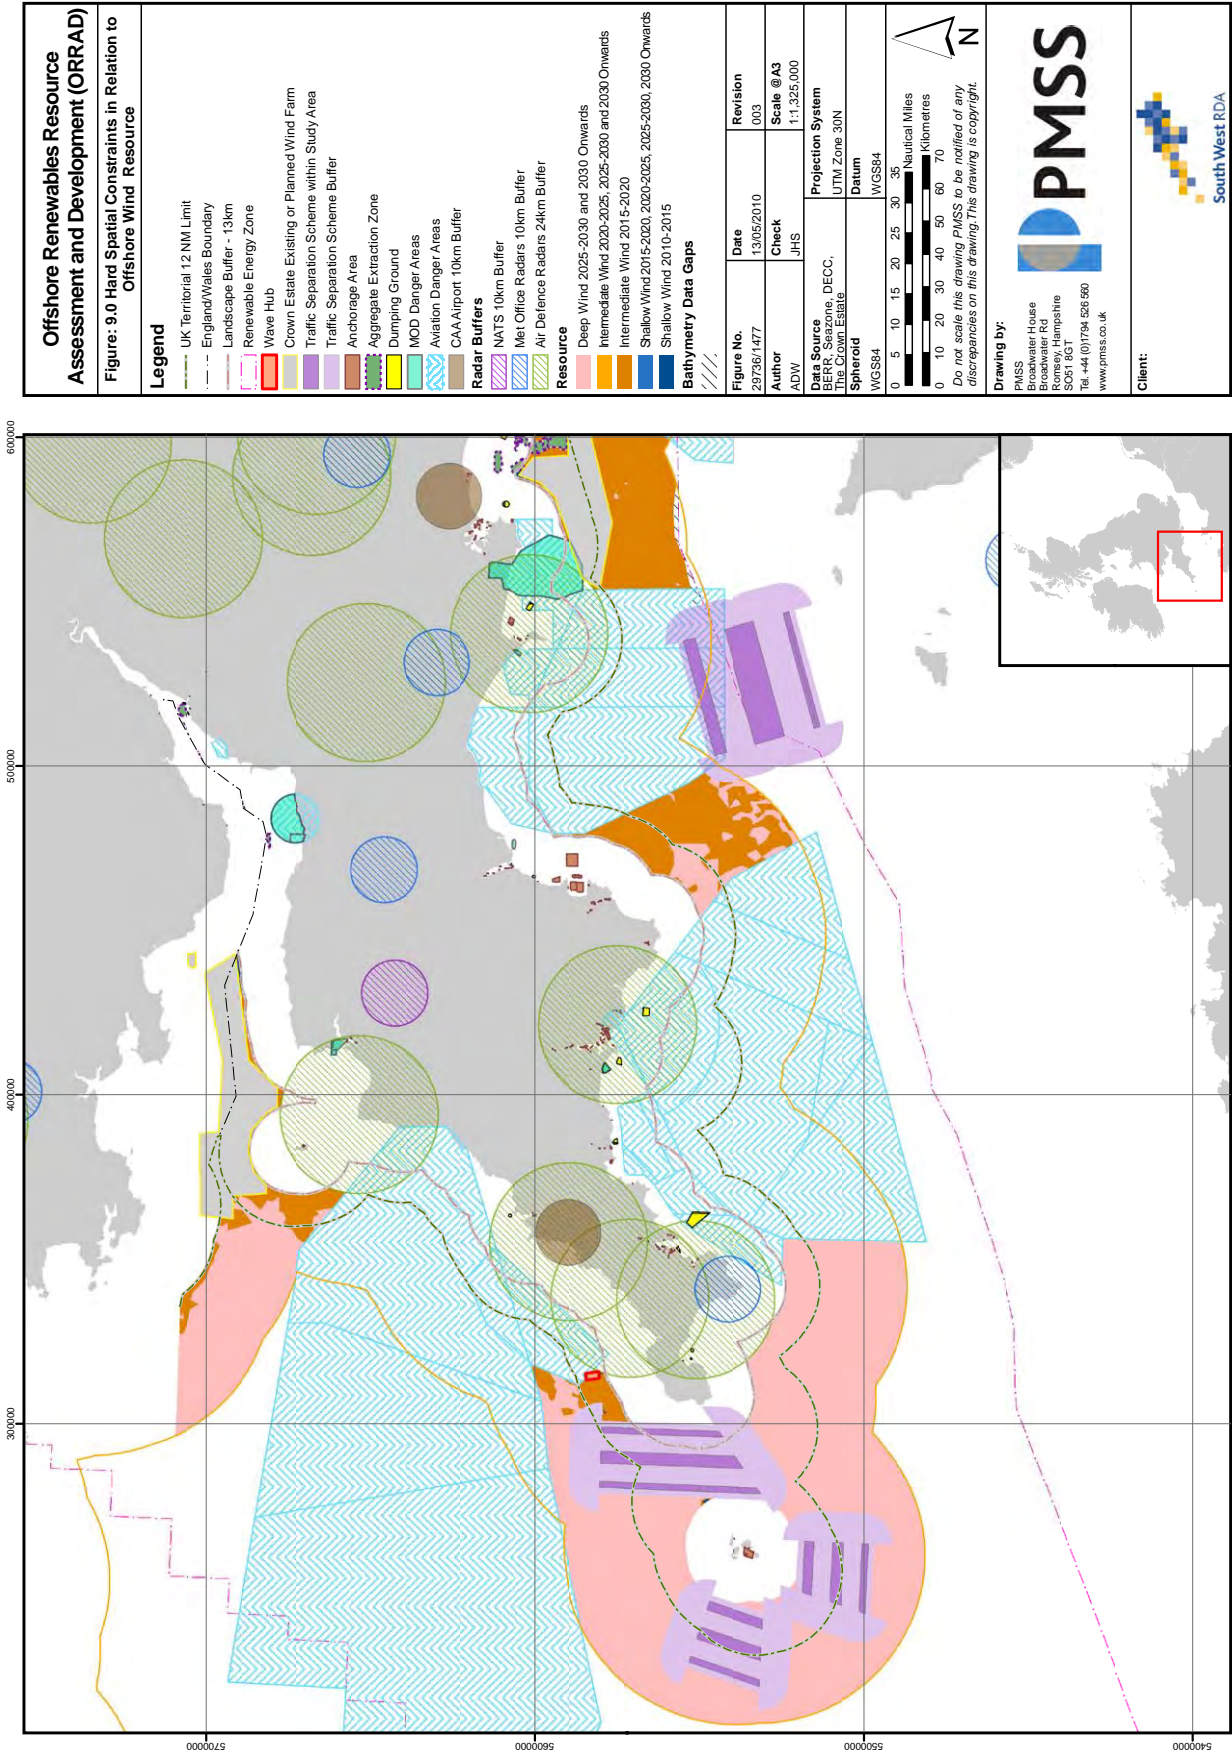 Offshore Renewables Resource
Assessment and Development (ORRAD)
Figure: 9.0 Hard Spatial Constraints in Relation to
Offshore Wind Resource
Legend
UK Territorial 12 NM Limit
England/Wales Boundary
Landscape Buffer - 13km
Renewable Energy Zone
Wave Hub
Crown Estate Existing or Planned Wind Farm
Traffic Separation Scheme within Study Area
Traffic Separation Scheme Buffer
Anchorage Area
Aggregate Extraction Zone
Dumping Ground
MOD Danger Areas
Aviation Danger Areas
CAA Airport 10km Buffer
Radar Buffers
NATS 10km Buffer
Met Office Radars 10km Buffer
Air Defence Radars 24km Buffer
Resource
Deep Wind 2025-2030 and 2030 Onwards
Intermediate Wind 2020-2025, 2025-2030 and 2030 Onwards
Intermediate Wind 2015-2020
Shallow Wind 2015-2020, 2020-2025, 2025-2030, 2030 Onwards
Shallow Wind 2010-2015
Bathymetry Data Gaps
Figure No.
29736/1477
Date
13/05/2010
Revision
003
Author
ADW
Check
JHS
Scale @A3
1:1,325,000
Data Source
BERR, Seazone, DECC,
The Crown Estate
Projection System
UTM Zone 30N
Spheroid
WGS84
Datum
WGS84
0 5 10 15 20 25 30 35
Nautical Miles
Kilometres
0 10 20 30 40 50 60 70
N
Do not scale this drawing PMSS to be notified of any
discrepancies on this drawing.This drawing is copyright.
Drawing by:
PMSS
Broadwater House
Broadwater Rd
Romsey, Hampshire
SO51 8GT
Tel. +44 (0)1794 526 560
www.pmss.co.uk
PMSS
Client:
South West RDA
300000
400000
500000
600000
5700000
5600000
5500000
5400000